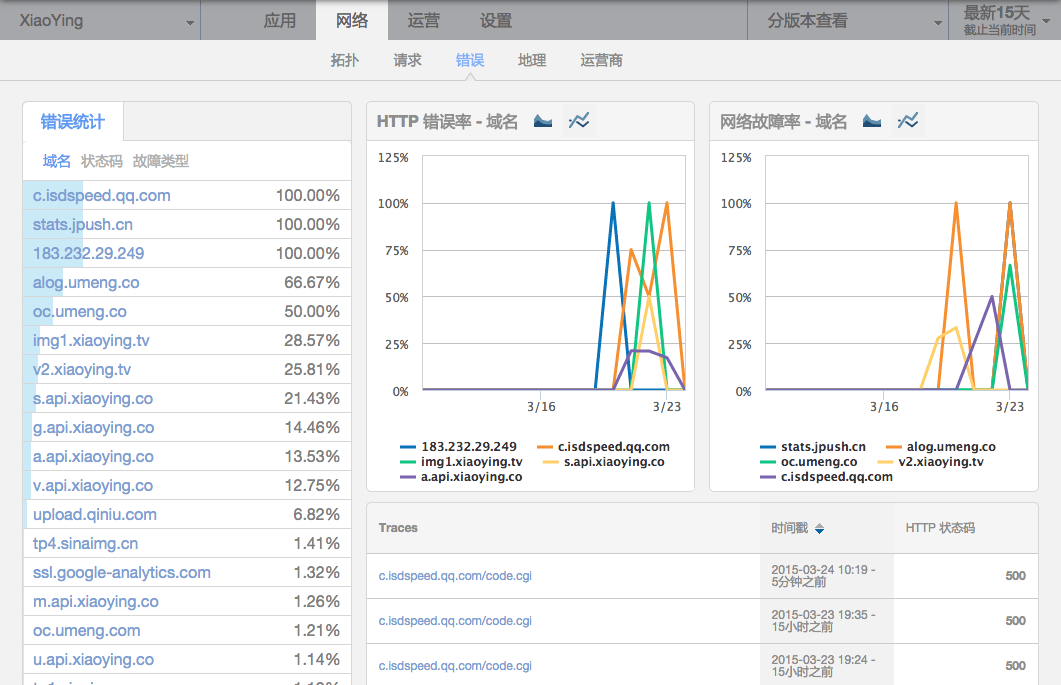 XiaoYing
应用
网络
运营
设置
分版本查看
最新15天
截止当前时间
拓扑
请求
错误
地理
运营商
错误统计
域名 状态码 故障类型
c.isdspeed.qq.com 100.00%
stats.jpush.cn 100.00%
183.232.29.249 100.00%
alog.umeng.co 66.67%
oc.umeng.co 50.00%
img1.xiaoying.tv 28.57%
v2.xiaoying.tv 25.81%
s.api.xiaoying.co 21.43%
g.api.xiaoying.co 14.46%
a.api.xiaoying.co 13.53%
v.api.xiaoying.co 12.75%
upload.qiniu.com 6.82%
tp4.sinaimg.cn 1.41%
ssl.google-analytics.com 1.32%
m.api.xiaoying.co 1.26%
oc.umeng.com 1.21%
u.api.xiaoying.co 1.14%
HTTP 错误率 - 域名
125%
100%
75%
50%
25%
0%
3/16 3/23
183.232.29.249 c.isdspeed.qq.com
img1.xiaoying.tv s.api.xiaoying.co
a.api.xiaoying.co
网络故障率 - 域名
125%
100%
75%
50%
25%
0%
3/16 3/23
stats.jpush.cn alog.umeng.co
oc.umeng.co v2.xiaoying.tv
c.isdspeed.qq.com
Traces 时间戳 HTTP 状态码
c.isdspeed.qq.com/code.cgi 2015-03-24 10:19 - 500
5分钟之前
c.isdspeed.qq.com/code.cgi 2015-03-23 19:35 - 500
15小时之前
c.isdspeed.qq.com/code.cgi 2015-03-23 19:24 - 500
15小时之前